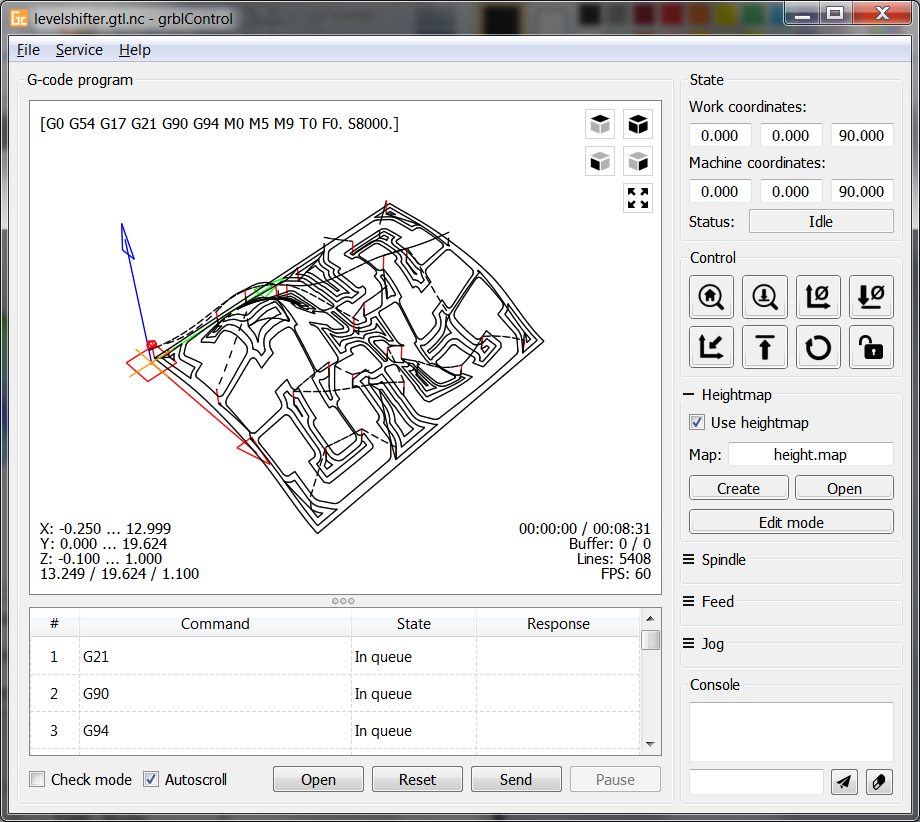 Gc levelshifter.gtl.nc - grblControl
File Service Help
G-code program
[G0 G54 G17 G21 G90 G94 M0 M5 M9 T0 F0. S8000.]
X: -0.250 ... 12.999
Y: 0.000 ... 19.624
Z: -0.100 ... 1.000
13.249 / 19.624 / 1.100
00:00:00 / 00:08:31
Buffer: 0 / 0
Lines: 5408
FPS: 60
# Command State Response
1 G21 In queue
2 G90 In queue
3 G94 In queue
Check mode Autoscroll Open Reset Send Pause
State
Work coordinates:
0.000 0.000 90.000
Machine coordinates:
0.000 0.000 90.000
Status: Idle
Control
Heightmap
Use heightmap
Map: height.map
Create Open
Edit mode
Spindle
Feed
Jog
Console